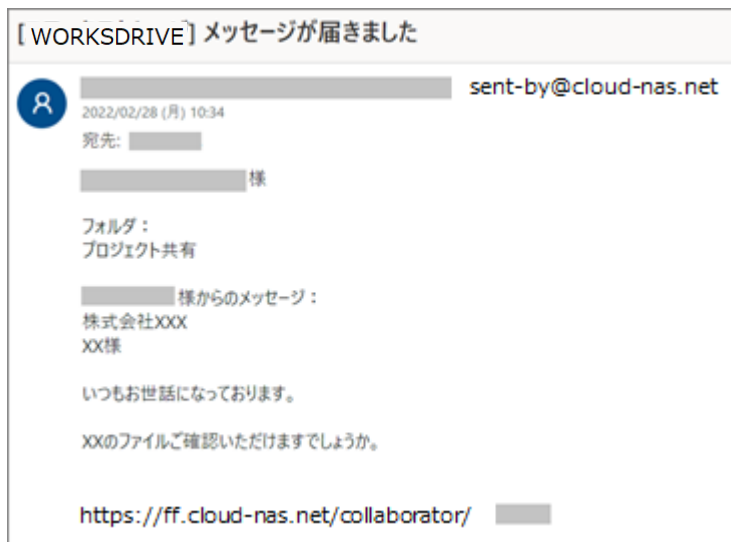 [WORKSDRIVE] メッセージが届きました
sent-by@cloud-nas.net
2022/02/28 (月) 10:34
宛先:
様
フォルダ：
プロジェクト共有
様からのメッセージ：
株式会社XXX
XX様
いつもお世話になっております。
XXのファイルご確認いただけますでしょうか。
https://ff.cloud-nas.net/collaborator/